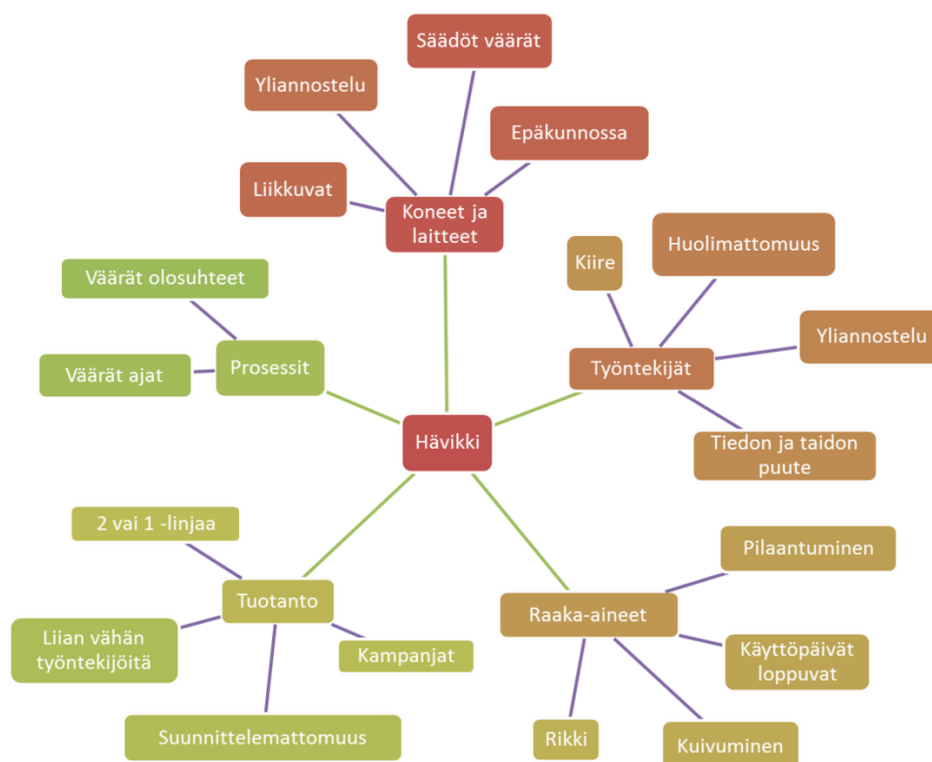 Säädöt väärät
Yliannostelu
Epäkunnossa
Liikkuvat
Koneet ja
laitteet
Huolimattomuus
Kiire
Väärät olosuhteet
Yliannostelu
Väärät ajat
Prosessit
Työntekijät
Hävikki
Tiedon ja taidon
puute
2 vai 1 -linjaa
Pilaantuminen
Tuotanto
Raaka-aineet
Liian vähän
työntekijöitä
Kampanjat
Käyttöpäivät
loppuvat
Suunnittelemattomuus
Rikki
Kuivuminen